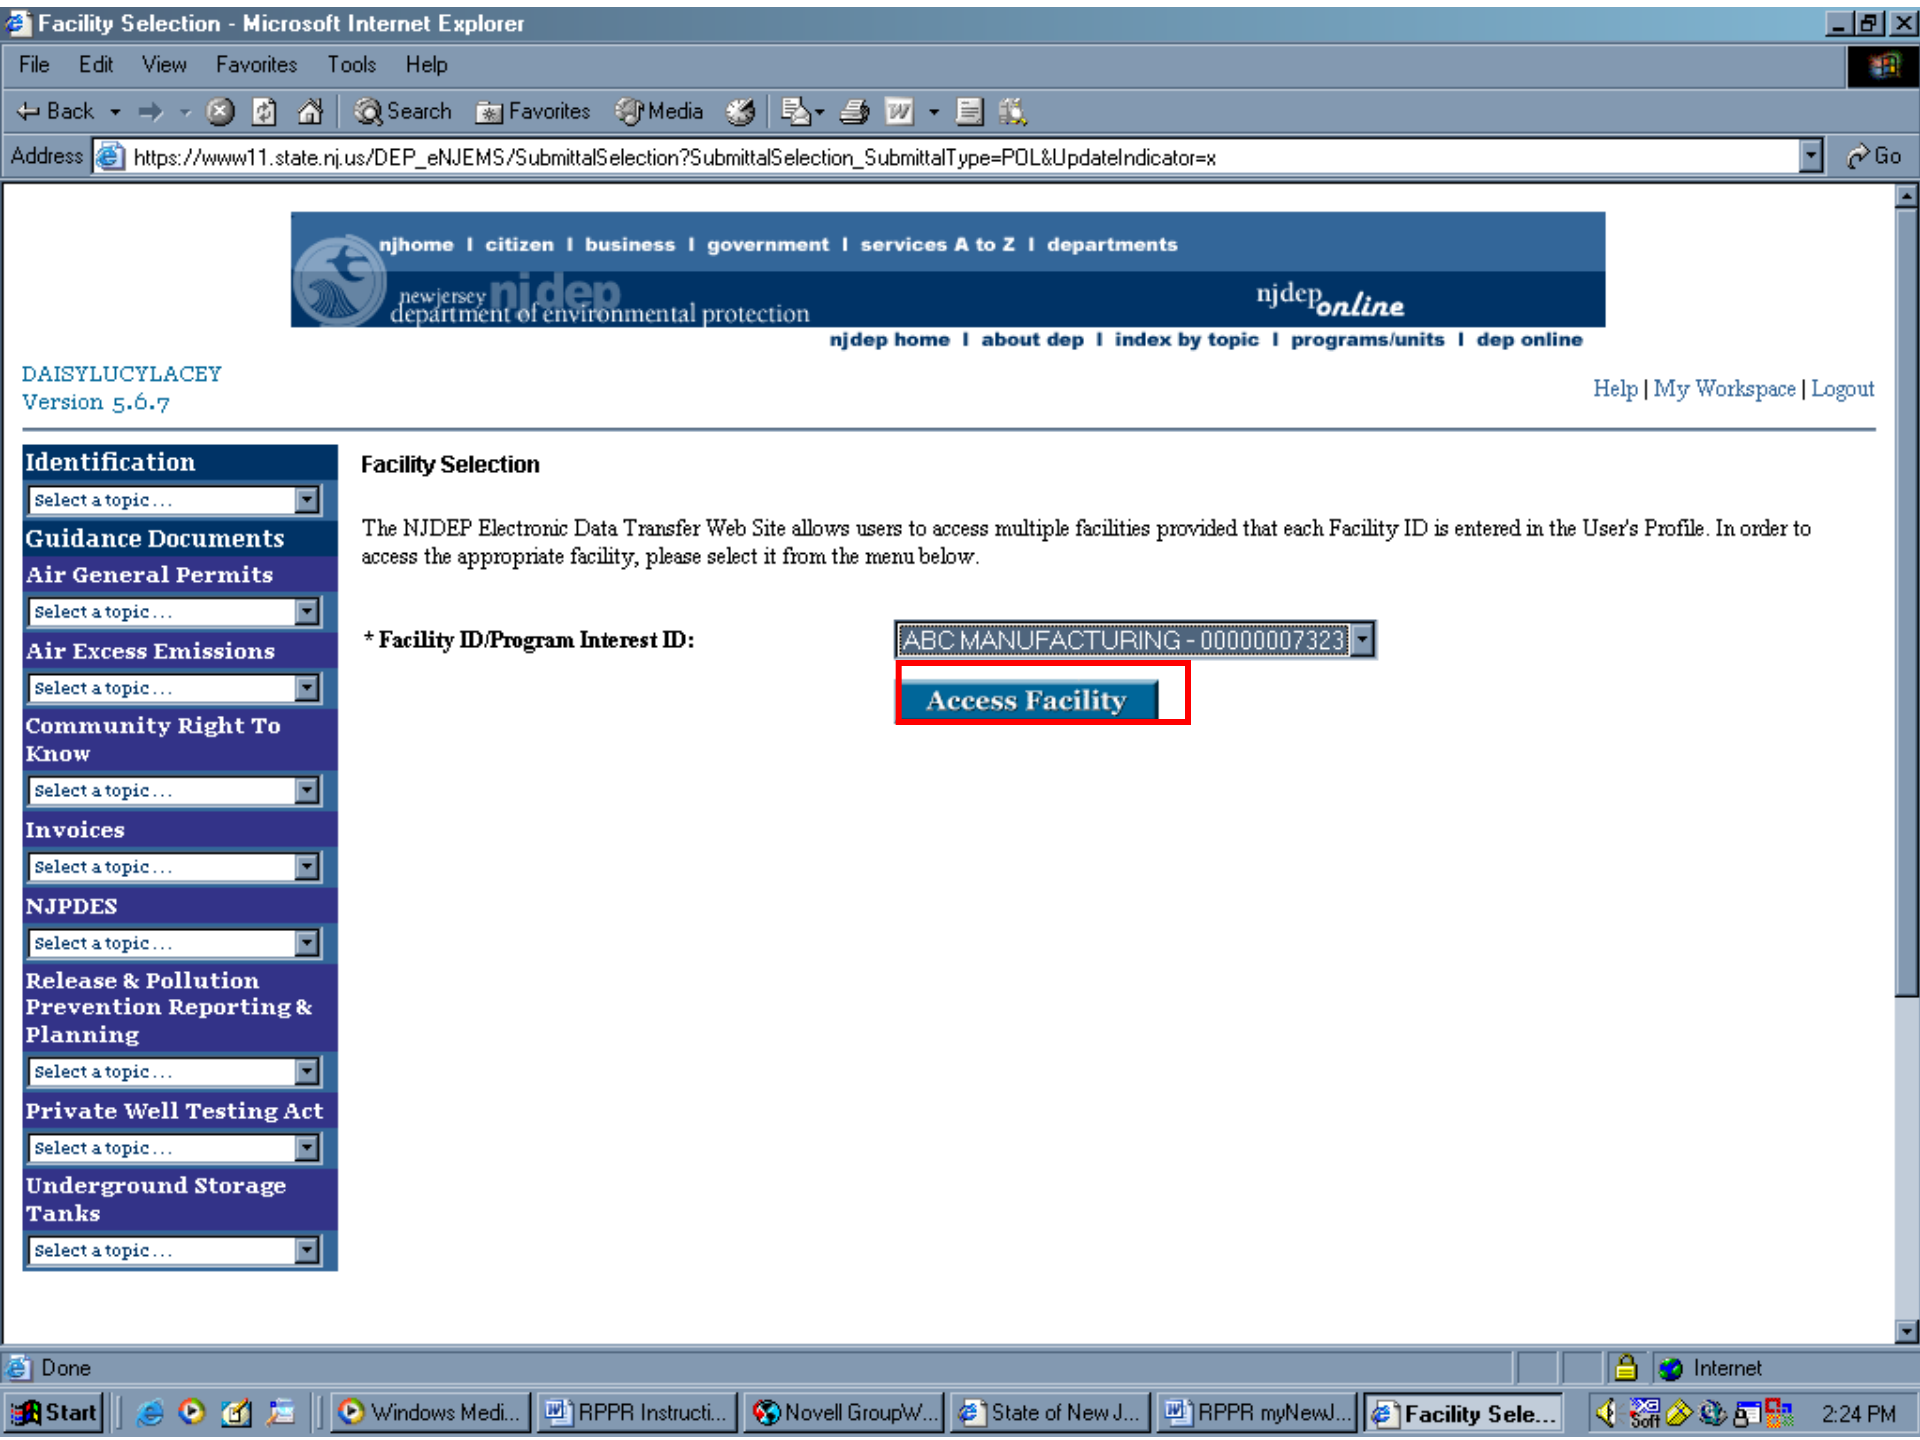 Facility Selection - Microsoft Internet Explorer
File Edit View Favorites Tools Help
Back Search Favorites Media
Address https://www11.state.nj.us/DEP_eNJEMS/SubmittalSelection?SubmittalSelection_SubmittalType=POL&UpdateIndicator=x Go
njhome | citizen | business | government | services A to Z | departments
newjersey njdep
department of environmental protection
njdep online
njdep home | about dep | index by topic | programs/units | dep online
DAISYLUCYLACEY
Version 5.6.7
Help | My Workspace | Logout
Identification
Select a topic...
Guidance Documents
Air General Permits
Select a topic...
Air Excess Emissions
Select a topic...
Community Right To
Know
Select a topic...
Invoices
Select a topic...
NJPDES
Select a topic...
Release & Pollution
Prevention Reporting &
Planning
Select a topic...
Private Well Testing Act
Select a topic...
Underground Storage
Tanks
Select a topic...
Facility Selection
The NJDEP Electronic Data Transfer Web Site allows users to access multiple facilities provided that each Facility ID is entered in the User's Profile. In order to
access the appropriate facility, please select it from the menu below.
* Facility ID/Program Interest ID:
ABC MANUFACTURING - 00000007323
Access Facility
Done
Internet
Start Windows Medi... RPPR Instructi... Novell GroupW... State of New J... RPPR myNewJ... Facility Sele... Soft 2:24 PM